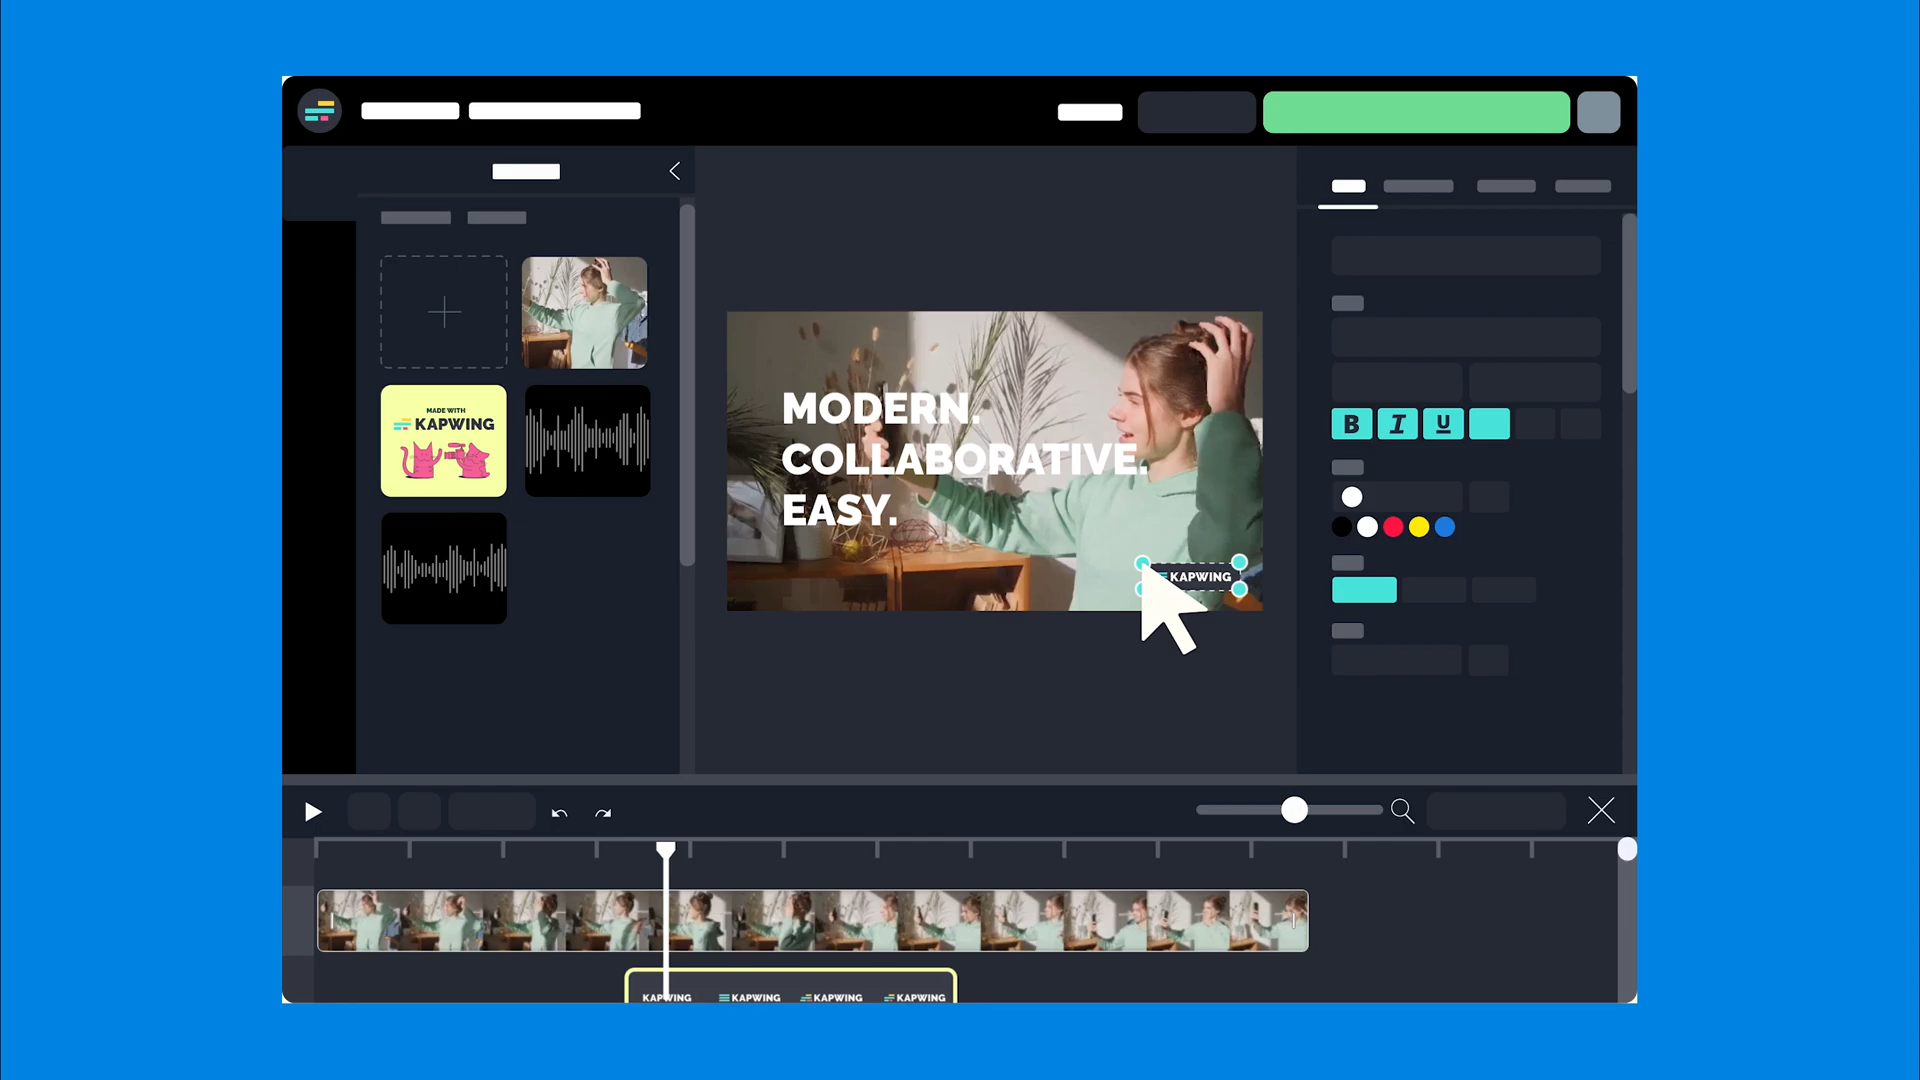 MADE WITH
KAPWING
MODERN.
COLLABORATIVE.
EASY.
KAPWING
B I U
KAPWING KAPWING KAPWING KAPWING